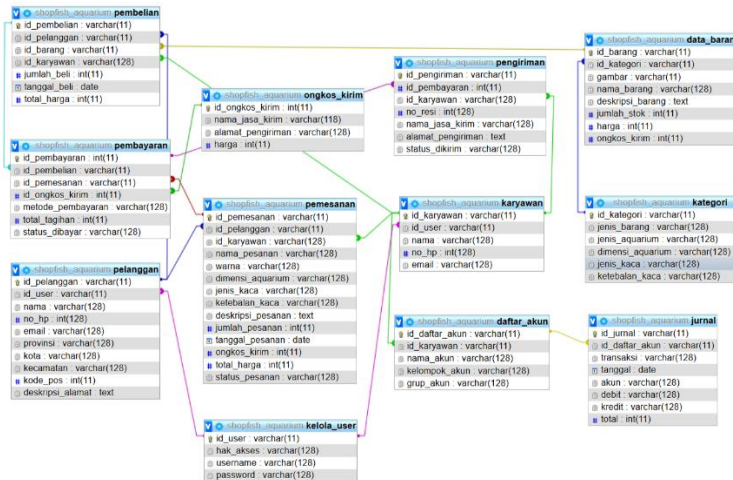 shopfish_aquarium pembelian
id_pembelian : varchar(11)
id_pelanggan : varchar(11)
id_barang : varchar(11)
id_karyawan : varchar(128)
jumlah_beli : int(11)
tanggal_beli : date
total_harga : int(11)
shopfish_aquarium pembayaran
id_pembayaran : int(11)
id_pembelian : varchar(11)
id_pemesanan : varchar(11)
id_ongkos_kirim : int(11)
metode_pembayaran : varchar(128)
total_tagihan : int(11)
status_dibayar : varchar(128)
shopfish_aquarium pelanggan
id_pelanggan : varchar(11)
id_user : varchar(11)
nama : varchar(128)
no_hp : int(128)
email : varchar(128)
provinsi : varchar(128)
kota : varchar(128)
kecamatan : varchar(128)
kode_pos : int(11)
deskripsi_alamat : text
shopfish_aquarium ongkos_kirim
id_ongkos_kirim : int(11)
nama_jasa_kirim : varchar(118)
alamat_pengiriman : varchar(128)
harga : int(11)
shopfish_aquarium pemesanan
id_pemesanan : varchar(11)
id_pelanggan : varchar(11)
id_karyawan : varchar(128)
nama_pesanan : varchar(128)
warna : varchar(128)
dimensi_aquarium : varchar(128)
jenis_kaca : varchar(128)
ketebalan_kaca : varchar(128)
deskripsi_pesanan : text
jumlah_pesanan : int(11)
tanggal_pesanan : date
ongkos_kirim : int(11)
total_harga : int(11)
status_pesanan : varchar(128)
shopfish_aquarium kelola_user
id_user : varchar(11)
hak_akses : varchar(128)
username : varchar(128)
password : varchar(128)
shopfish_aquarium pengiriman
id_pengiriman : varchar(11)
id_pembayaran : int(11)
id_karyawan : varchar(128)
no_resi : int(128)
nama_jasa_kirim : varchar(128)
alamat_pengiriman : text
status_dikirim : varchar(128)
shopfish_aquarium karyawan
id_karyawan : varchar(128)
id_user : varchar(11)
nama : varchar(128)
no_hp : int(128)
email : varchar(128)
shopfish_aquarium daftar_akun
id_daftar_akun : varchar(11)
id_karyawan : varchar(128)
nama_akun : varchar(128)
kelompok_akun : varchar(128)
grup_akun : varchar(128)
shopfish_aquarium data_baran
id_barang : varchar(11)
id_kategori : varchar(11)
gambar : varchar(11)
nama_barang : varchar(128)
deskripsi_barang : text
jumlah_stok : int(11)
harga : int(11)
ongkos_kirim : int(11)
shopfish_aquarium kategori
id_kategori : varchar(11)
jenis_barang : varchar(128)
jenis_aquarium : varchar(128)
dimensi_aquarium : varchar(128)
jenis_kaca : varchar(128)
ketebalan_kaca : varchar(128)
shopfish_aquarium jurnal
id_jurnal : varchar(11)
id_daftar_akun : varchar(11)
transaksi : varchar(128)
tanggal : date
akun : varchar(128)
debit : varchar(128)
kredit : varchar(128)
total : int(11)